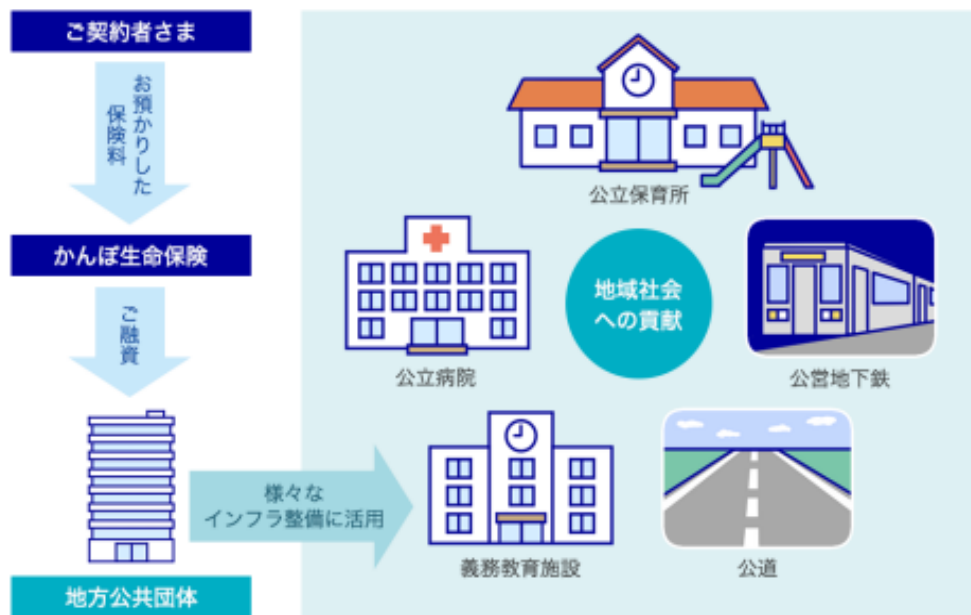 ご契約者さま
お預かりした
保険料
かんぽ生命保険
ご融資
地方公共団体
様々な
インフラ整備に活用
公立保育所
公立病院
地域社会
への貢献
公営地下鉄
義務教育施設
公道